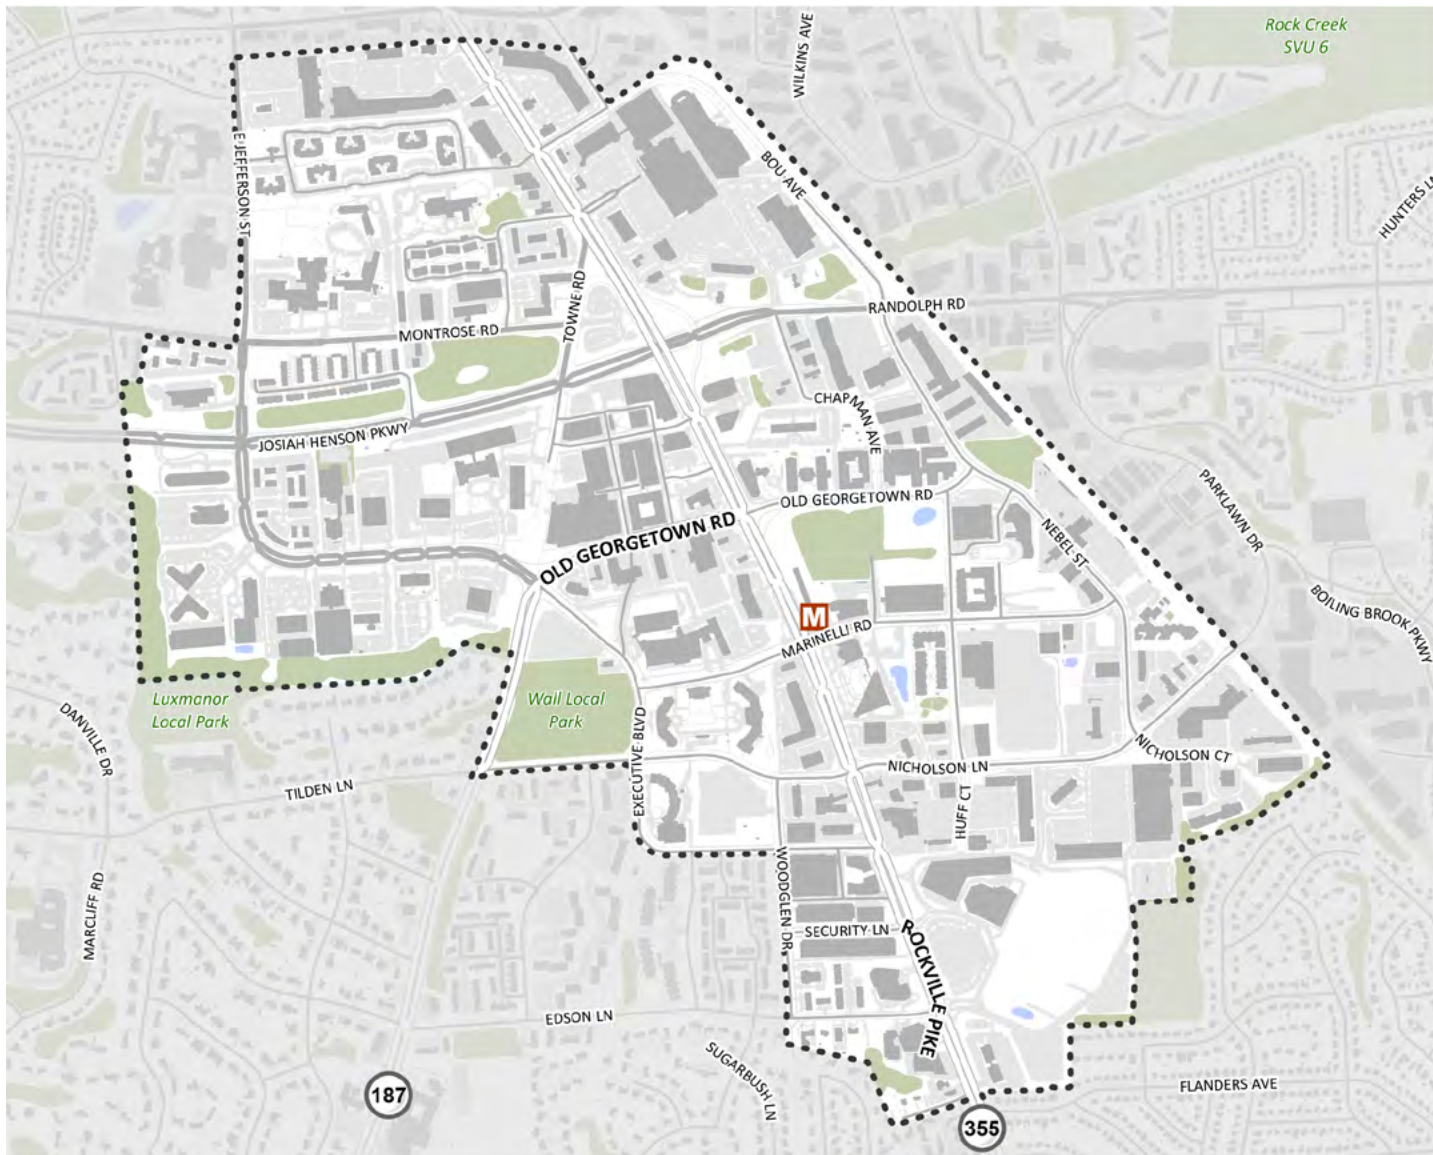 Rock Creek
SVU 6
WILKINS AVE
E JEFFERSON ST
BOU AVE
HUNTERS LN
TOWNE RD
RANDOLPH RD
MONTROSE RD
CHAPMAN AVE
JOSIAH HENSON PKWY
OLD GEORGETOWN RD
PARKLAWN DR
OLD GEORGETOWN RD
NEBEL ST
BOILING BROOK PKWY
M
MARINELLI RD
Luxmanor
Local Park
Wail Local
Park
DANVILLE DR
EXECUTIVE BLVD
NICHOLSON CT
NICHOLSON LN
TILDEN LN
HUFF CT
WOODGLEN DR
MARCLIFF RD
SECURITY LN
ROCKVILLE PIKE
EDSON LN
SUGARBUSH LN
FLANDERS AVE
187
355